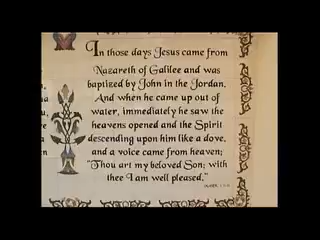 In those days Jesus came from
Nazareth of Galilee and was
baptized by John in the Jordan.
And when he came up out of
water, immediately he saw the
heavens opened and the Spirit
descending upon him like a dove,
and a voice came from heaven;
"Thou art my beloved Son; with
thee I am well pleased."